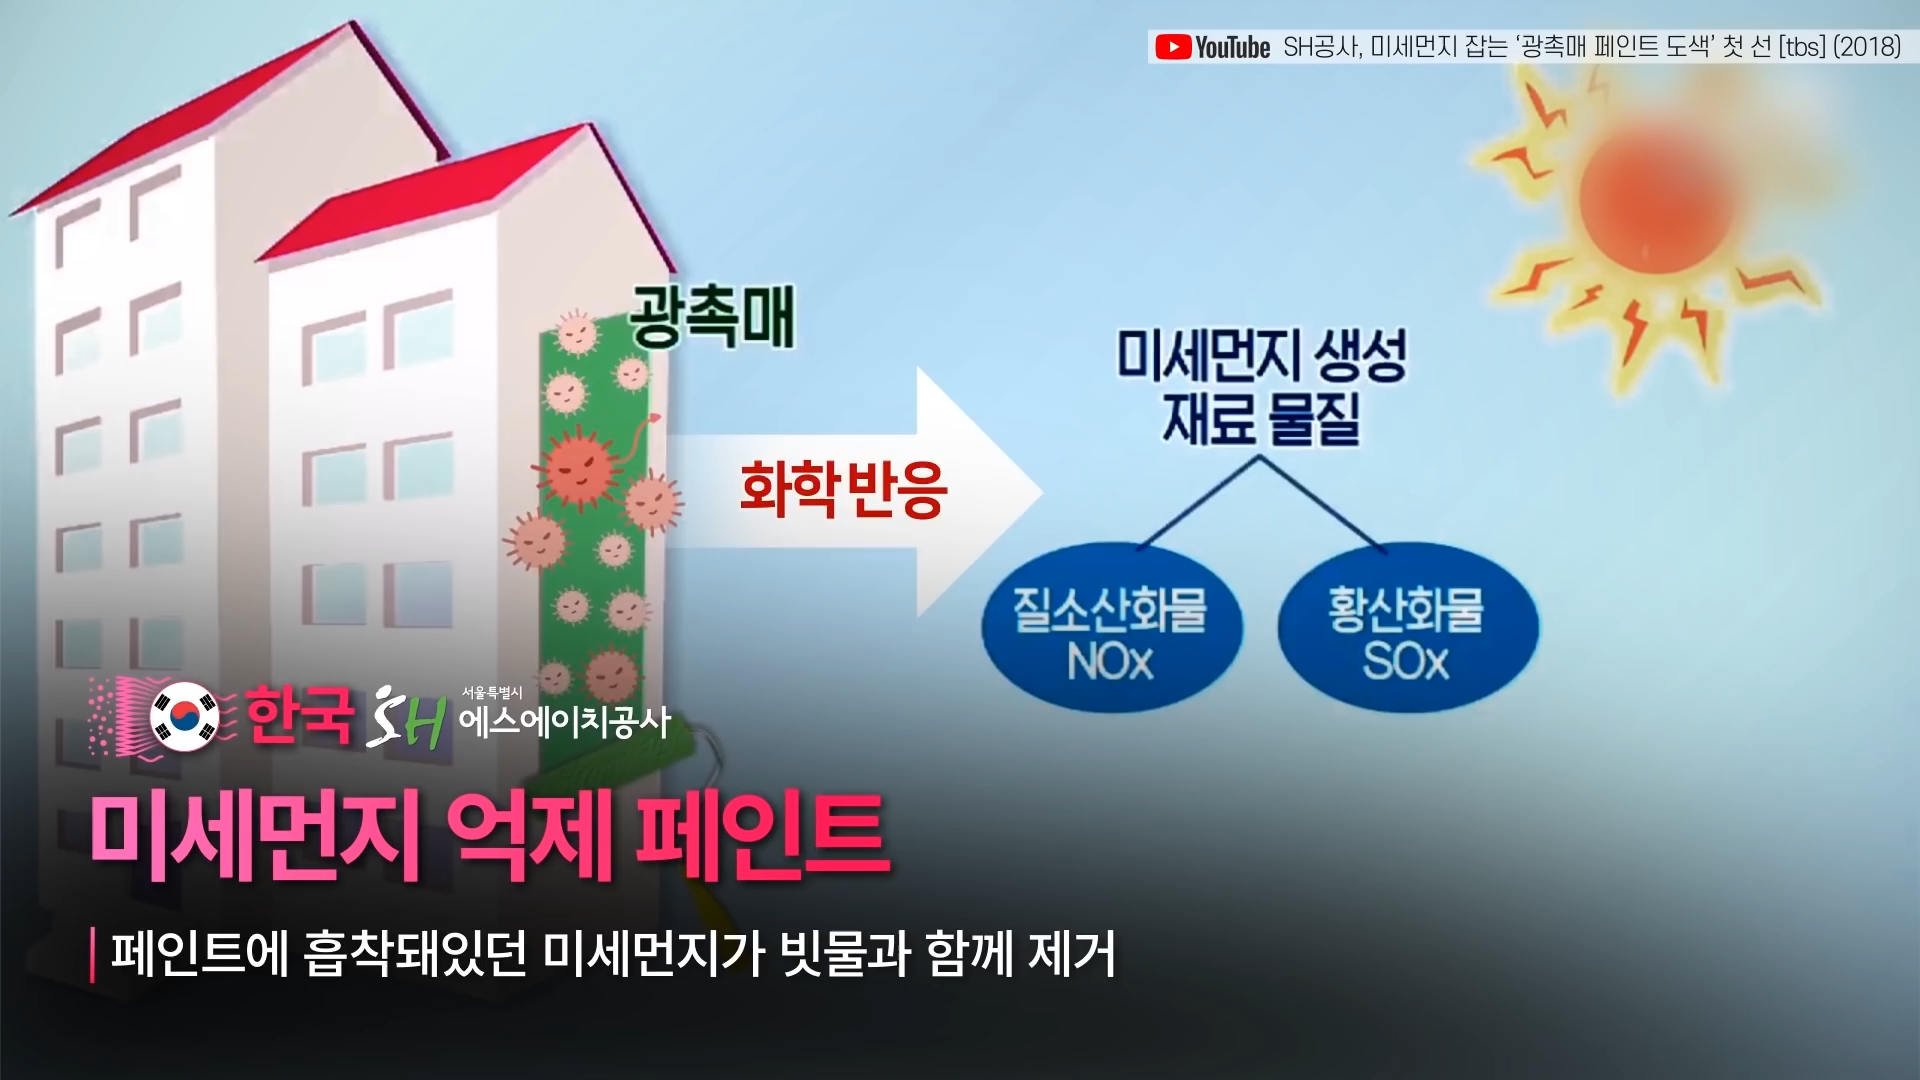 YouTube SH공사, 미세먼지 잡는 ‘광촉매 페인트 도색’ 첫 선 [tbs] (2018)
광촉매
화학반응
미세먼지 생성
재료 물질
질소산화물
NOx
황산화물
SOx
한국 SH 서울특별시
에스에이치공사
미세먼지 억제 페인트
페인트에 흡착돼있던 미세먼지가 빗물과 함께 제거